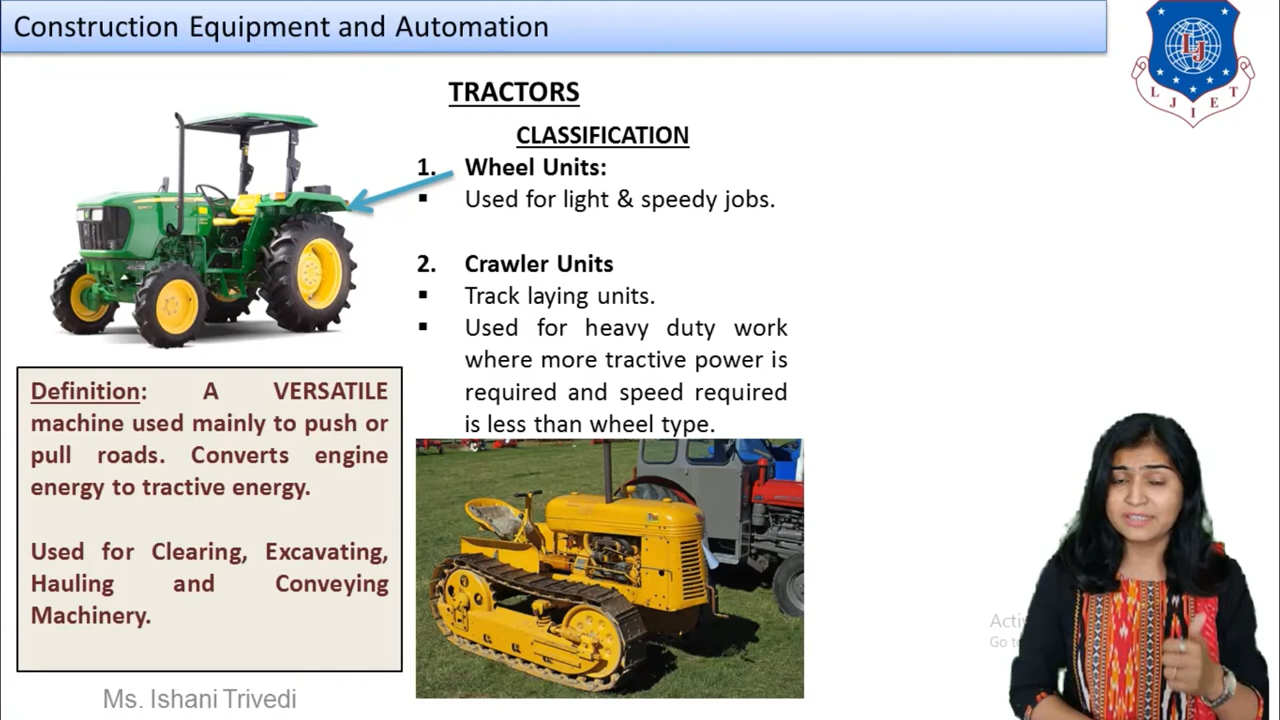 Construction Equipment and Automation
L J I E T
TRACTORS
CLASSIFICATION
1. Wheel Units:
▪ Used for light & speedy jobs.
2. Crawler Units
▪ Track laying units.
▪ Used for heavy duty work
where more tractive power is
required and speed required
is less than wheel type.
Definition: A VERSATILE
machine used mainly to push or
pull roads. Converts engine
energy to tractive energy.
Used for Clearing, Excavating,
Hauling and Conveying
Machinery.
Ms. Ishani Trivedi